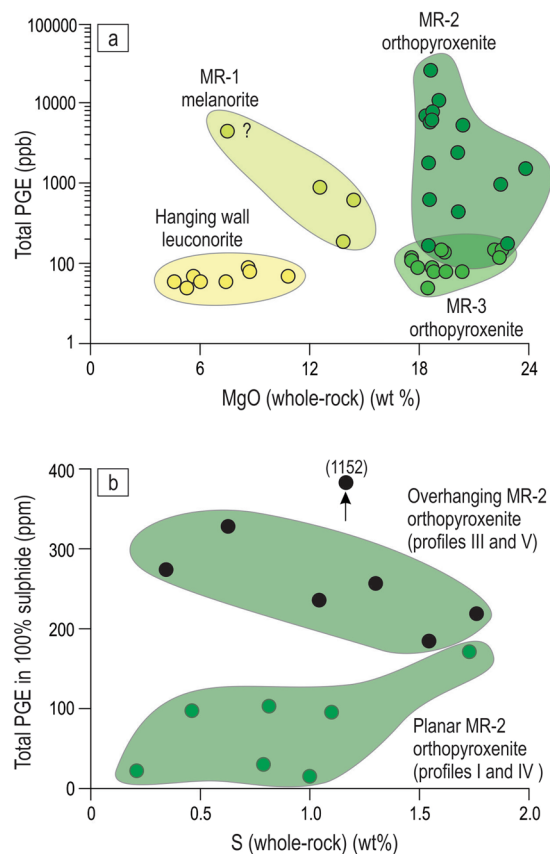 a
100000
10000
1000
100
1
Total PGE (ppb)
MR-1
melanorite
?
MR-2
orthopyroxenite
Hanging wall
leuconorite
MR-3
orthopyroxenite
0 6 12 18 24
MgO (whole-rock) (wt %)
b
400
300
200
100
0
Total PGE in 100% sulphide (ppm)
(1152)
Overhanging MR-2
orthopyroxenite
(profiles III and V)
Planar MR-2
orthopyroxenite
(profiles I and IV)
0 0.5 1.0 1.5 2.0
S (whole-rock) (wt%)